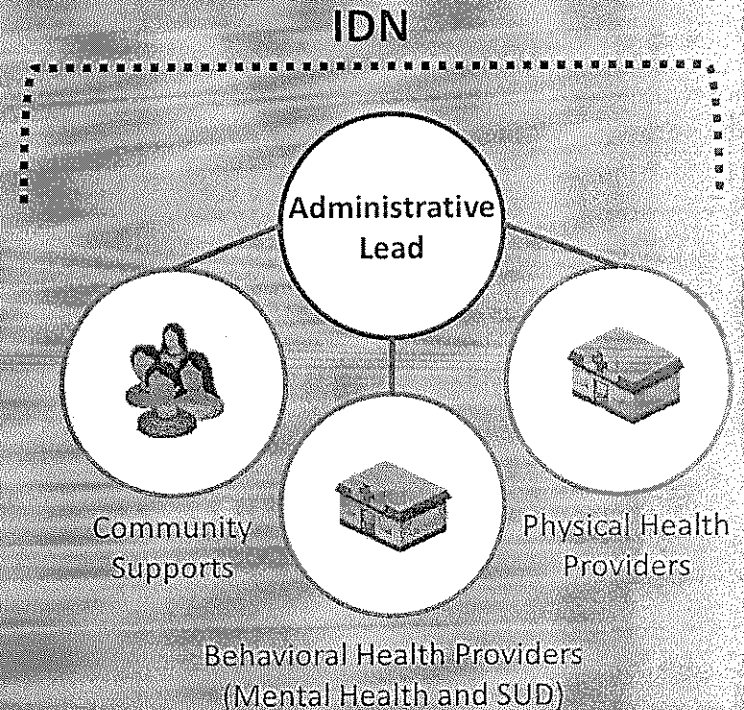 IDN
Administrative
Lead
Community
Supports
Physical Health
Providers
Behavioral Health Providers
(Mental Health and SUD)